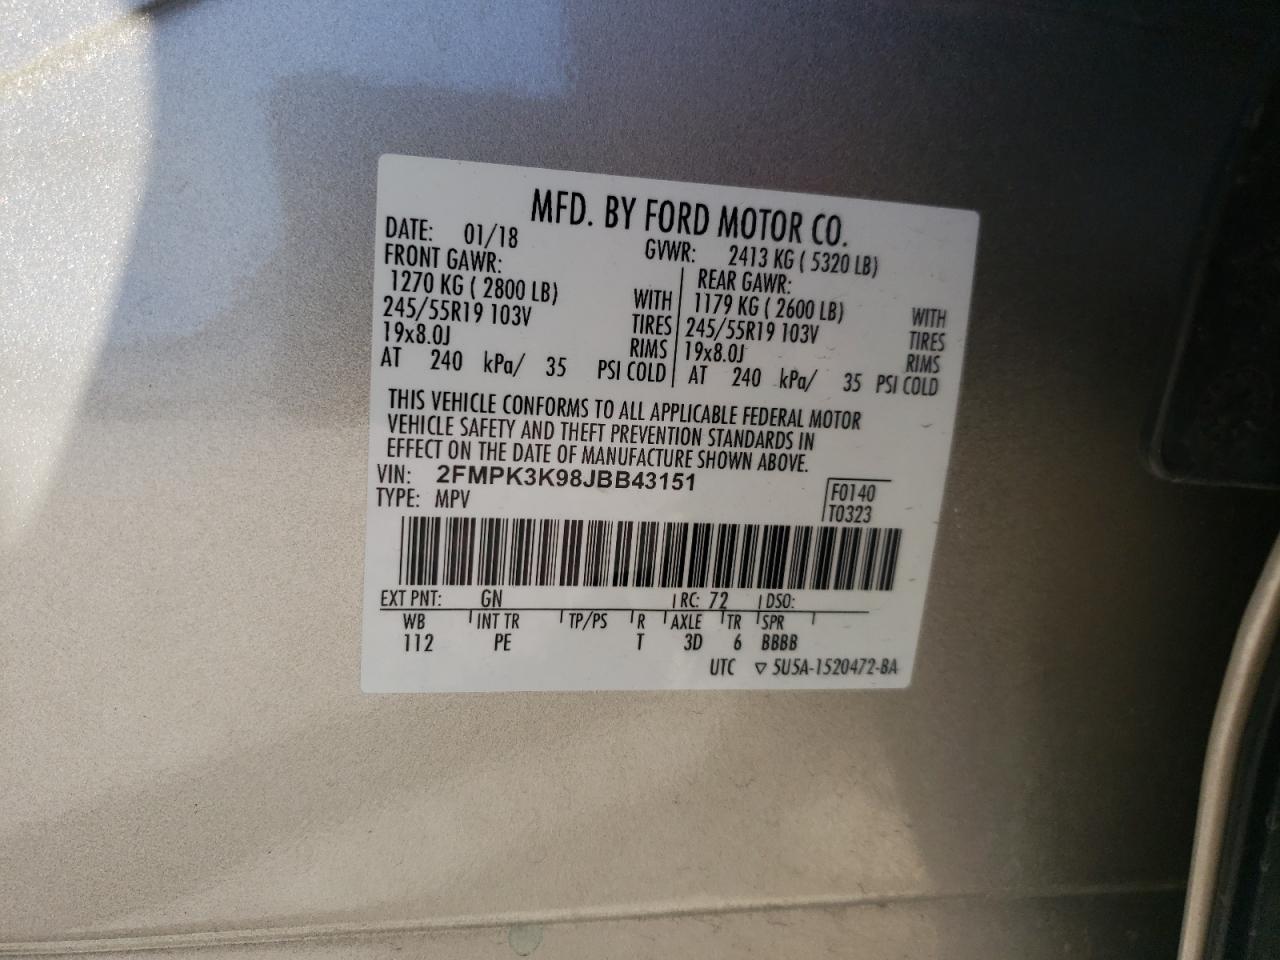 MFD. BY FORD MOTOR CO.
DATE: 01/18 GVWR: 2413 KG ( 5320 LB)
FRONT GAWR: REAR GAWR:
1270 KG ( 2800 LB) WITH 1179 KG ( 2600 LB) WITH
245/55R19 103V TIRES 245/55R19 103V TIRES
19x8.0J RIMS 19x8.0J RIMS
AT 240 kPa/ 35 PSI COLD AT 240 kPa/ 35 PSI COLD
THIS VEHICLE CONFORMS TO ALL APPLICABLE FEDERAL MOTOR
VEHICLE SAFETY AND THEFT PREVENTION STANDARDS IN
EFFECT ON THE DATE OF MANUFACTURE SHOWN ABOVE.
VIN: 2FMPK3K98JBB43151
TYPE: MPV
F0140
T0323
EXT PNT: GN RC: 72 DSO:
WB INT TR TP/PS R AXLE TR SPR
112 PE T 3D 6 BBBB
UTC ▽ 5U5A-1520472-BA